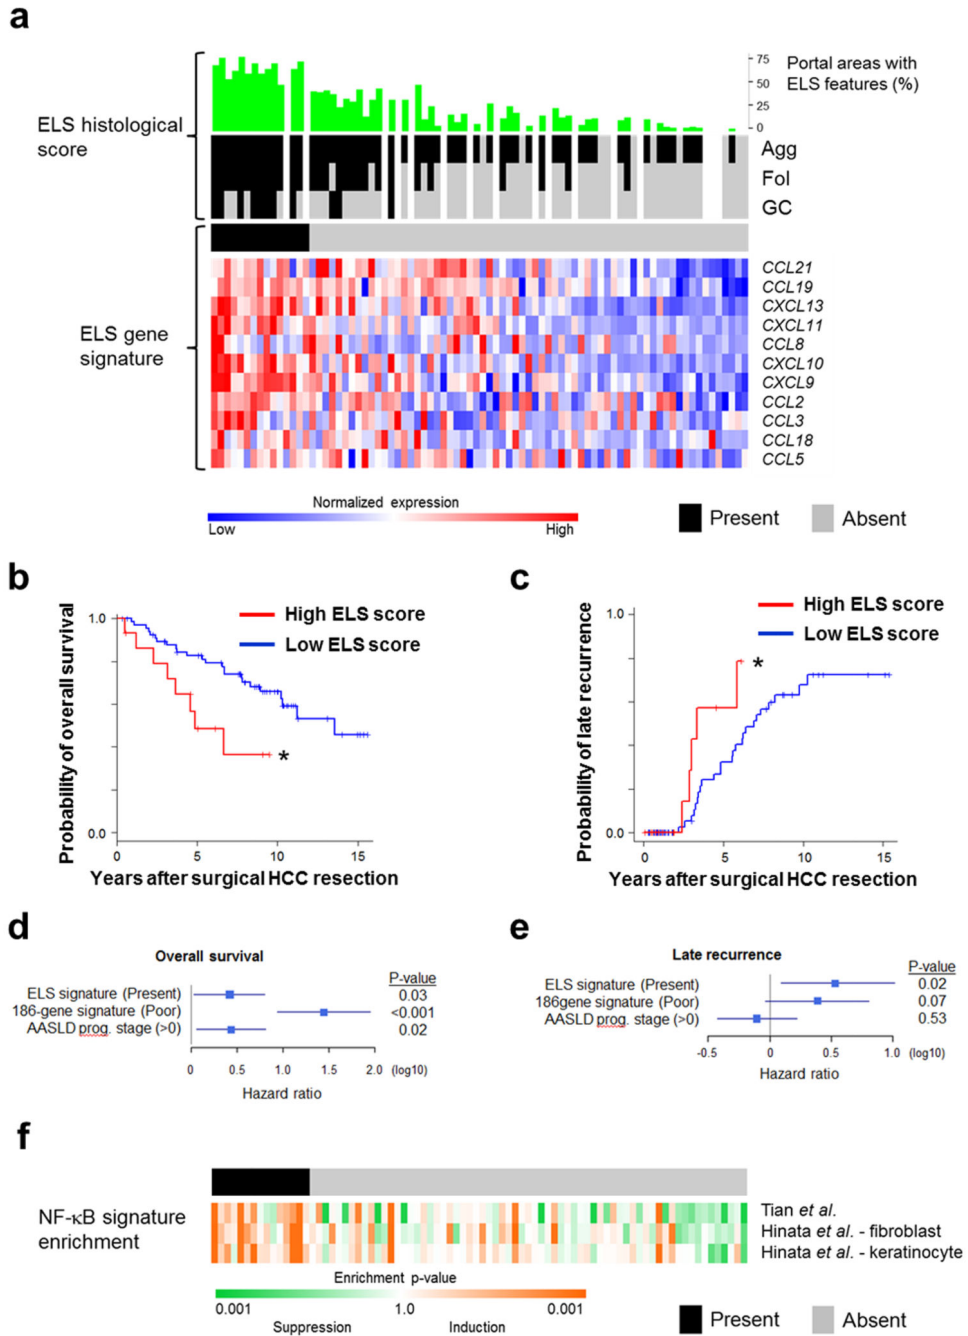 a
ELS histological
score
75
50
25
0
Portal areas with
ELS features (%)
Agg
Fol
GC
ELS gene
signature
CCL21
CCL19
CXCL13
CXCL11
CCL8
CXCL10
CXCL9
CCL2
CCL3
CCL18
CCL5
Normalized expression
Low
High
Present
Absent
b
Probability of overall survival
1.0
0.0
High ELS score
Low ELS score
*
0 5 10 15
Years after surgical HCC resection
c
Probability of late recurrence
1.0
0.0
High ELS score
Low ELS score
*
0 5 10 15
Years after surgical HCC resection
d
Overall survival
P-value
ELS signature (Present) 0.03
186-gene signature (Poor) <0.001
AASLD prog. stage (>0) 0.02
0 0.5 1.0 1.5 2.0 (log10)
Hazard ratio
e
Late recurrence
P-value
ELS signature (Present) 0.02
186gene signature (Poor) 0.07
AASLD prog. stage (>0) 0.53
-0.5 0 0.5 1.0 (log10)
Hazard ratio
f
NF-κB signature
enrichment
Tian et al.
Hinata et al. - fibroblast
Hinata et al. - keratinocyte
Enrichment p-value
0.001 1.0 0.001
Suppression Induction
Present
Absent